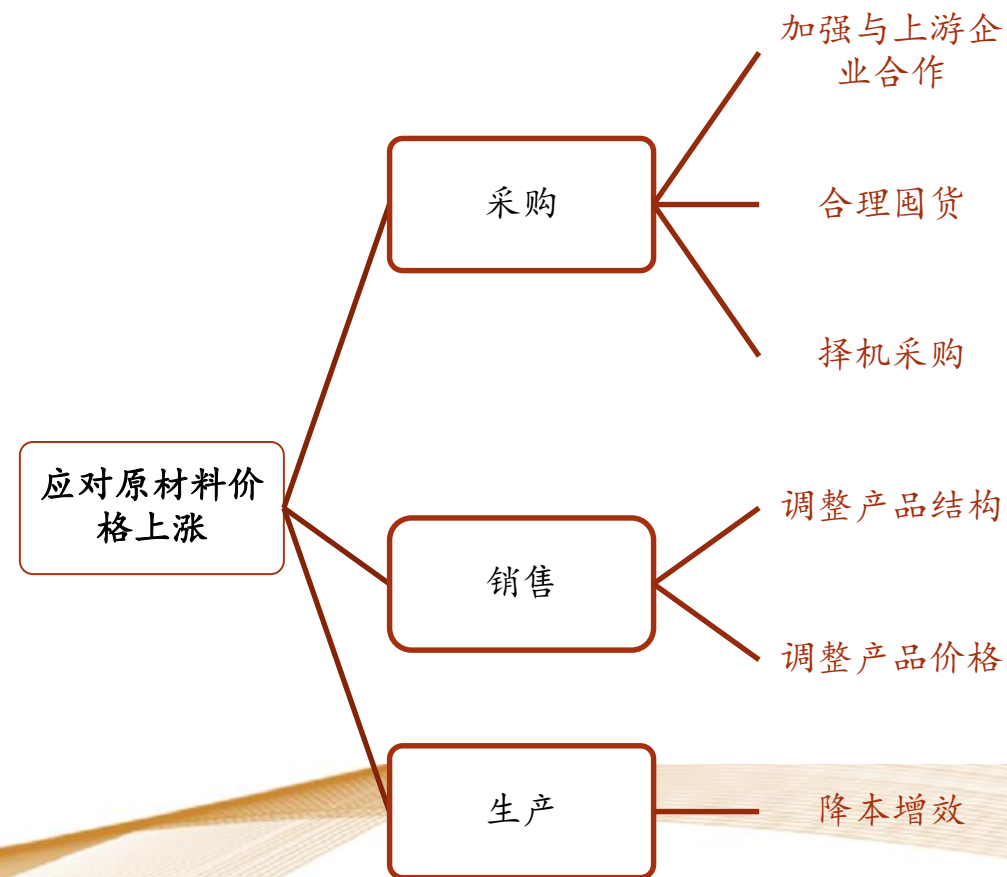 应对原材料价
格上涨
采购
加强与上游企
业合作
合理囤货
择机采购
销售
调整产品结构
调整产品价格
生产
降本增效